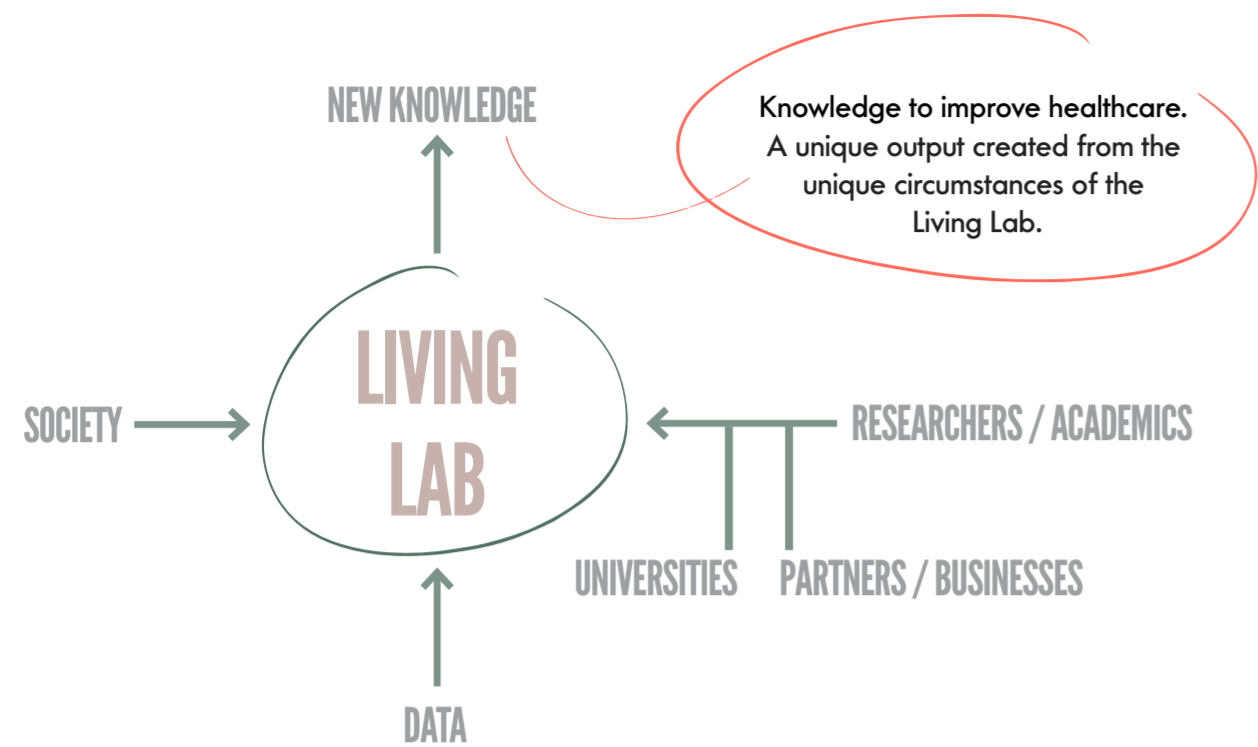 NEW KNOWLEDGE
Knowledge to improve healthcare.
A unique output created from the
unique circumstances of the
Living Lab.
LIVING
LAB
SOCIETY
RESEARCHERS / ACADEMICS
UNIVERSITIES
PARTNERS / BUSINESSES
DATA